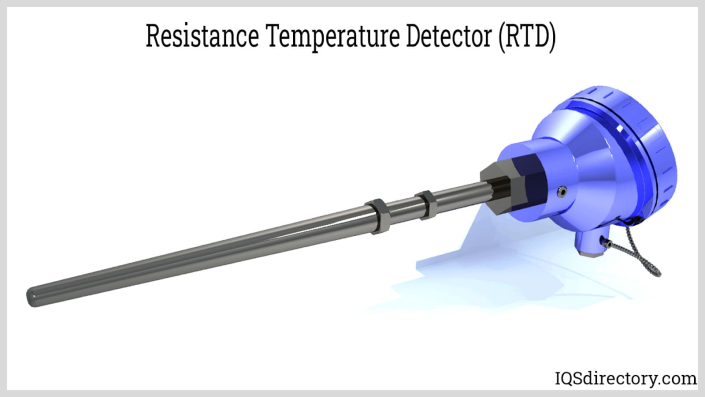 Resistance Temperature Detector (RTD)
IQSdirectory.com